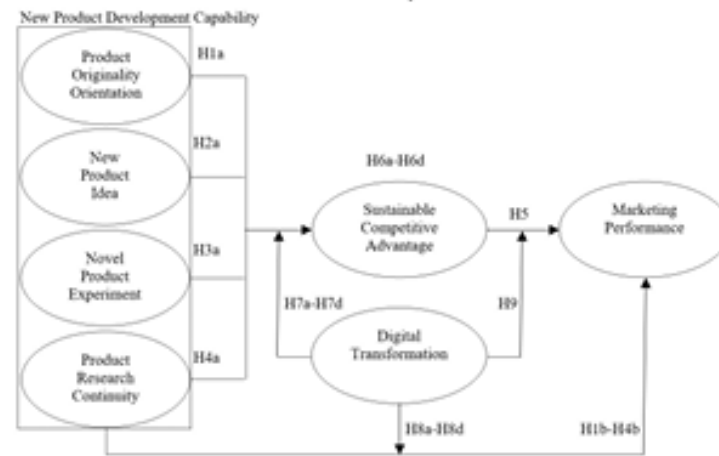 New Product Development Capability
Product
Originality
Orientation
H1a
New
Product
Idea
H2a
Novel
Product
Experiment
H3a
Product
Research
Continuity
H4a
H6a-H6d
Sustainable
Competitive
Advantage
H5
Marketing
Performance
H7a-H7d
Digital
Transformation
H9
H8a-H8d
H1b-H4b